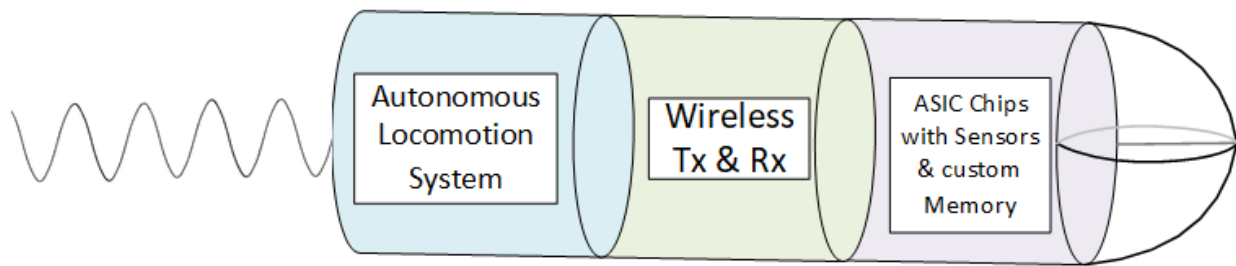 Autonomous
Locomotion
System
Wireless
Tx & Rx
ASIC Chips
with Sensors
& custom
Memory